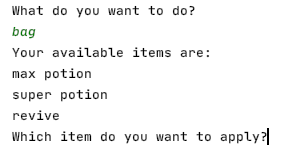 What do you want to do?
bag
Your available items are:
max potion
super potion
revive
Which item do you want to apply?